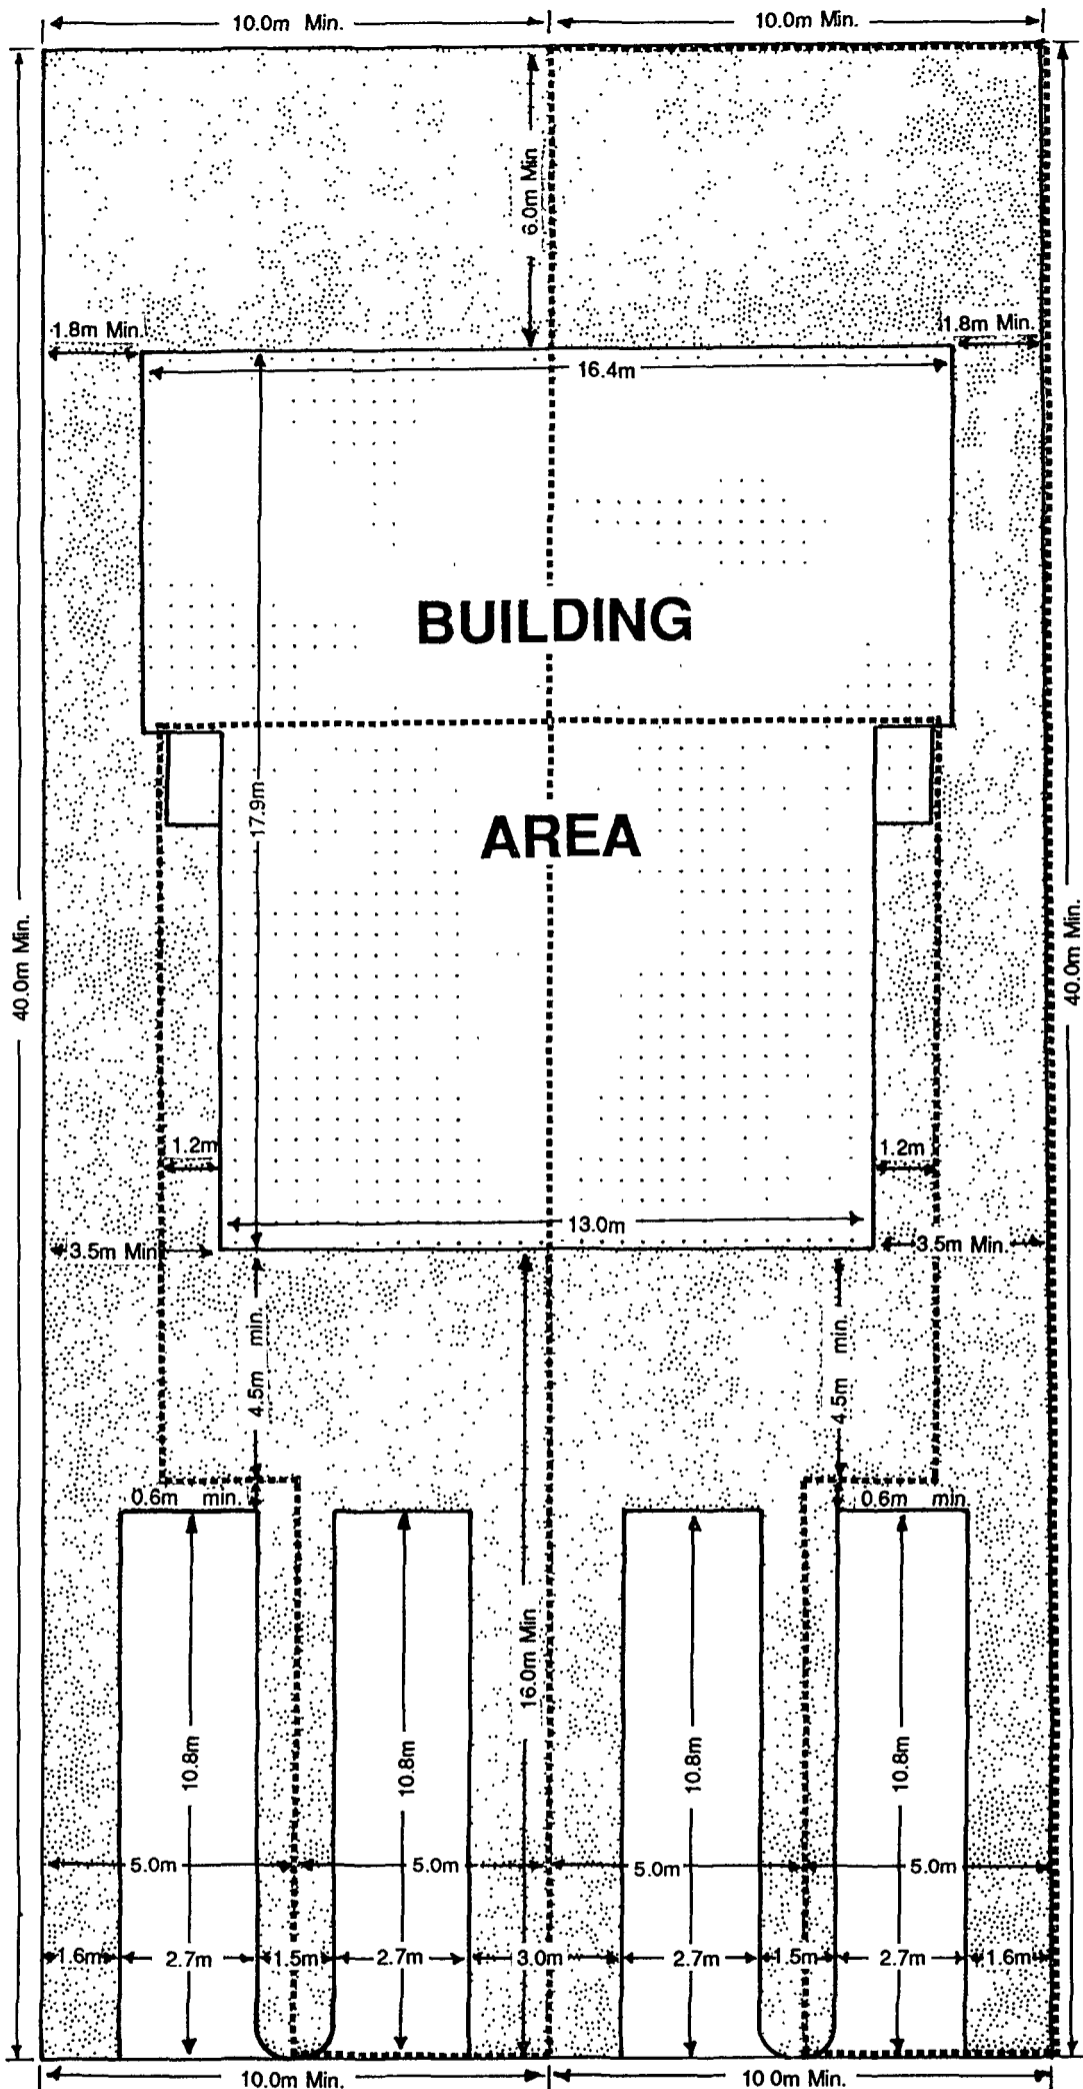 10.0m Min. 10.0m Min.
6.0m Min
1.8m Min. 1.8m Min.
16.4m
BUILDING
17.9m
AREA
40.0m Min. 40.0m Min.
1.2m 1.2m
13.0m
3.5m Min. 3.5m Min.
4.5m min. 4.5m min.
0.6m min. 0.6m min
16.0m Min
10.8m 10.8m 10.8m 10.8m
5.0m 5.0m 5.0m 5.0m
1.6m 2.7m 1.5m 2.7m 3.0m 2.7m 1.5m 2.7m 1.6m
10.0m Min. 10 0m Min.